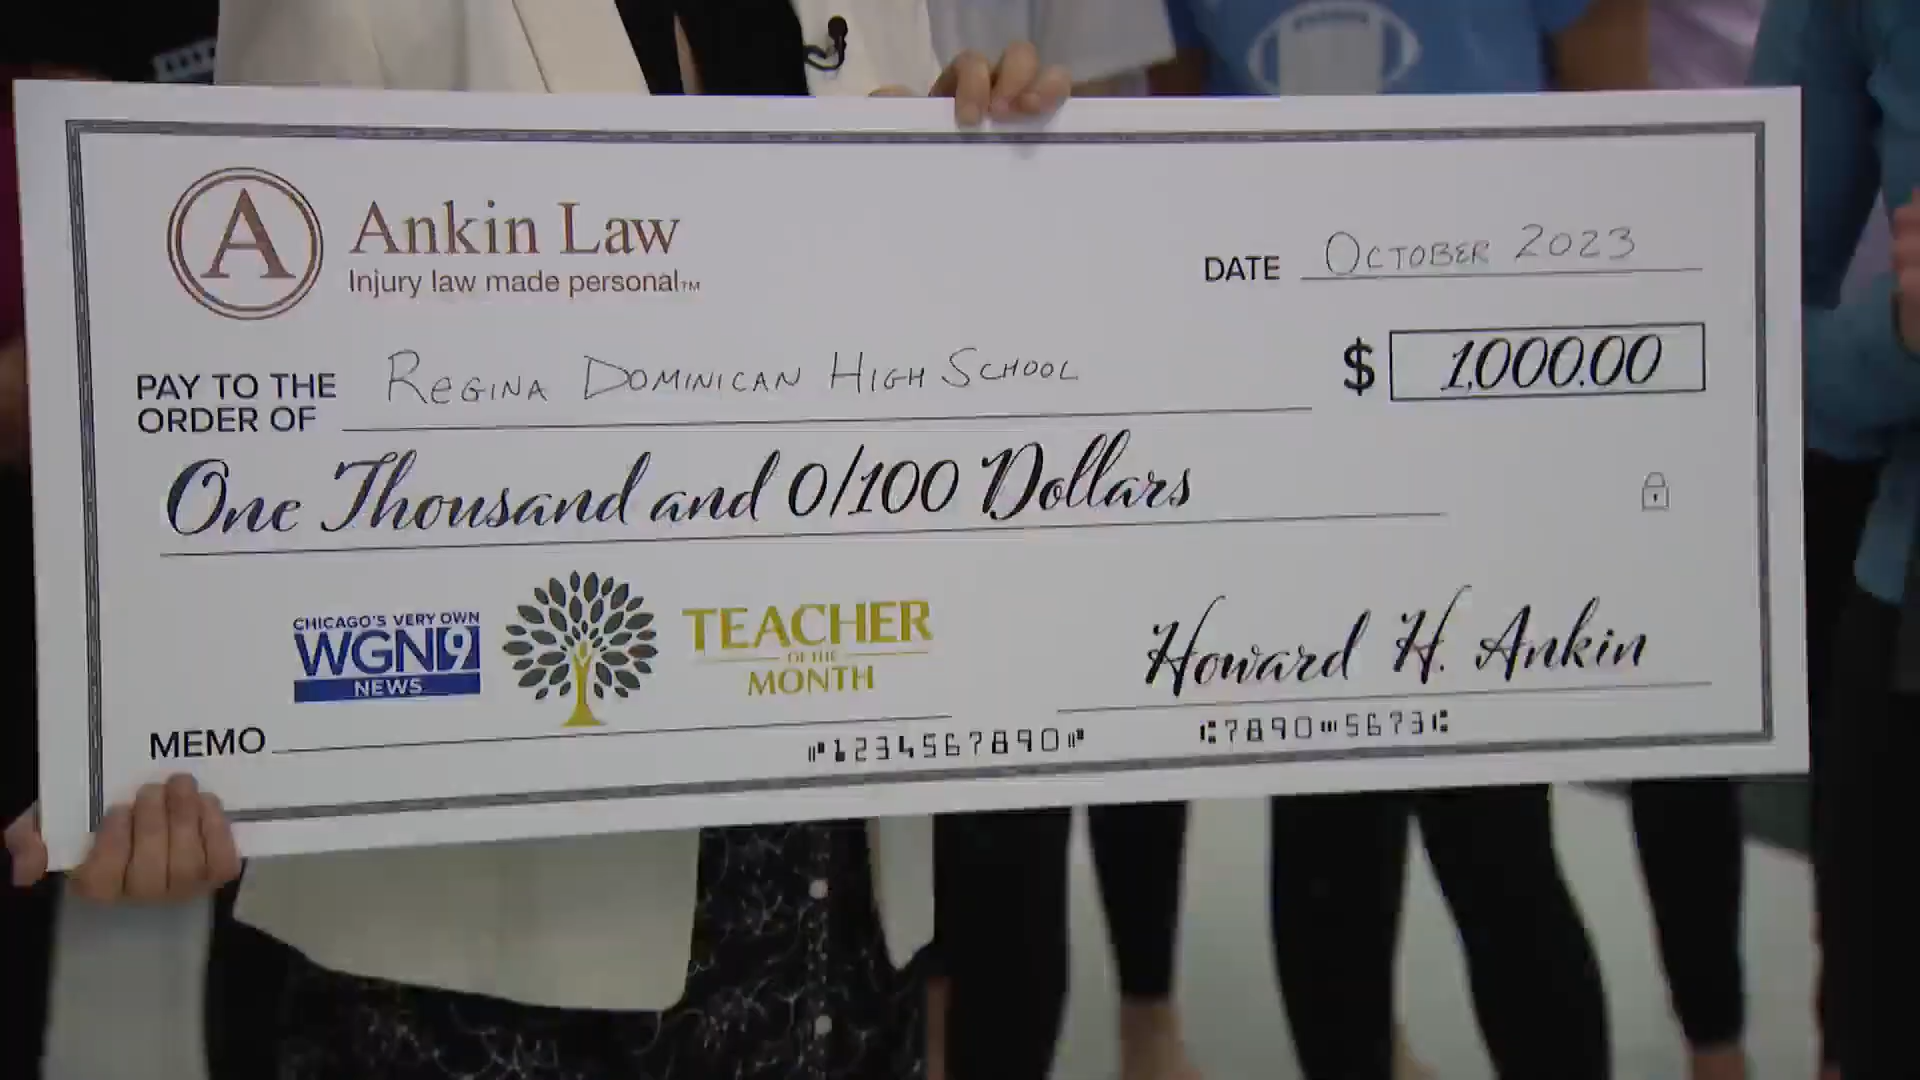 A
Ankin Law
Injury law made personal™
DATE October 2023
PAY TO THE
ORDER OF
Regina Dominican High School
$ 1,000.00
One Thousand and 0/100 Dollars
CHICAGO'S VERY OWN
WGN9
NEWS
TEACHER
OF THE
MONTH
Howard H. Ankin
MEMO
⑈1234567890⑈
⑆7890⑉5673⑆